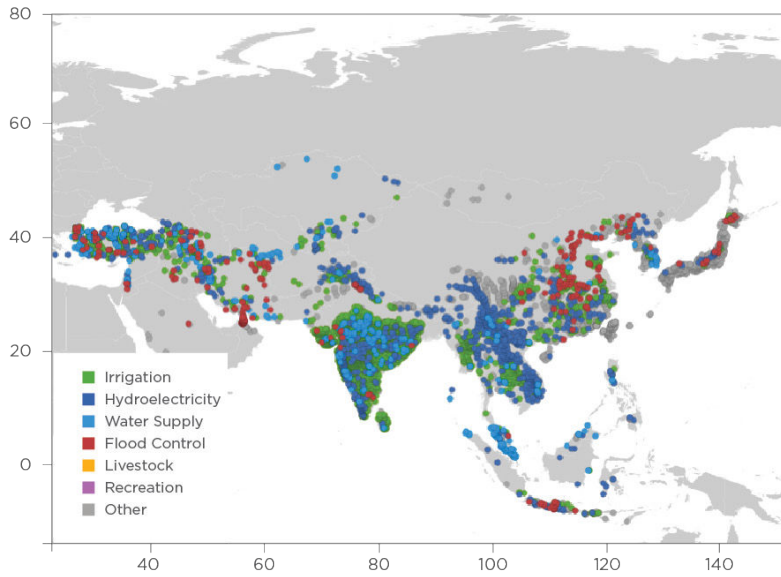 80
60
40
20
0
Irrigation
Hydroelectricity
Water Supply
Flood Control
Livestock
Recreation
Other
40 60 80 100 120 140